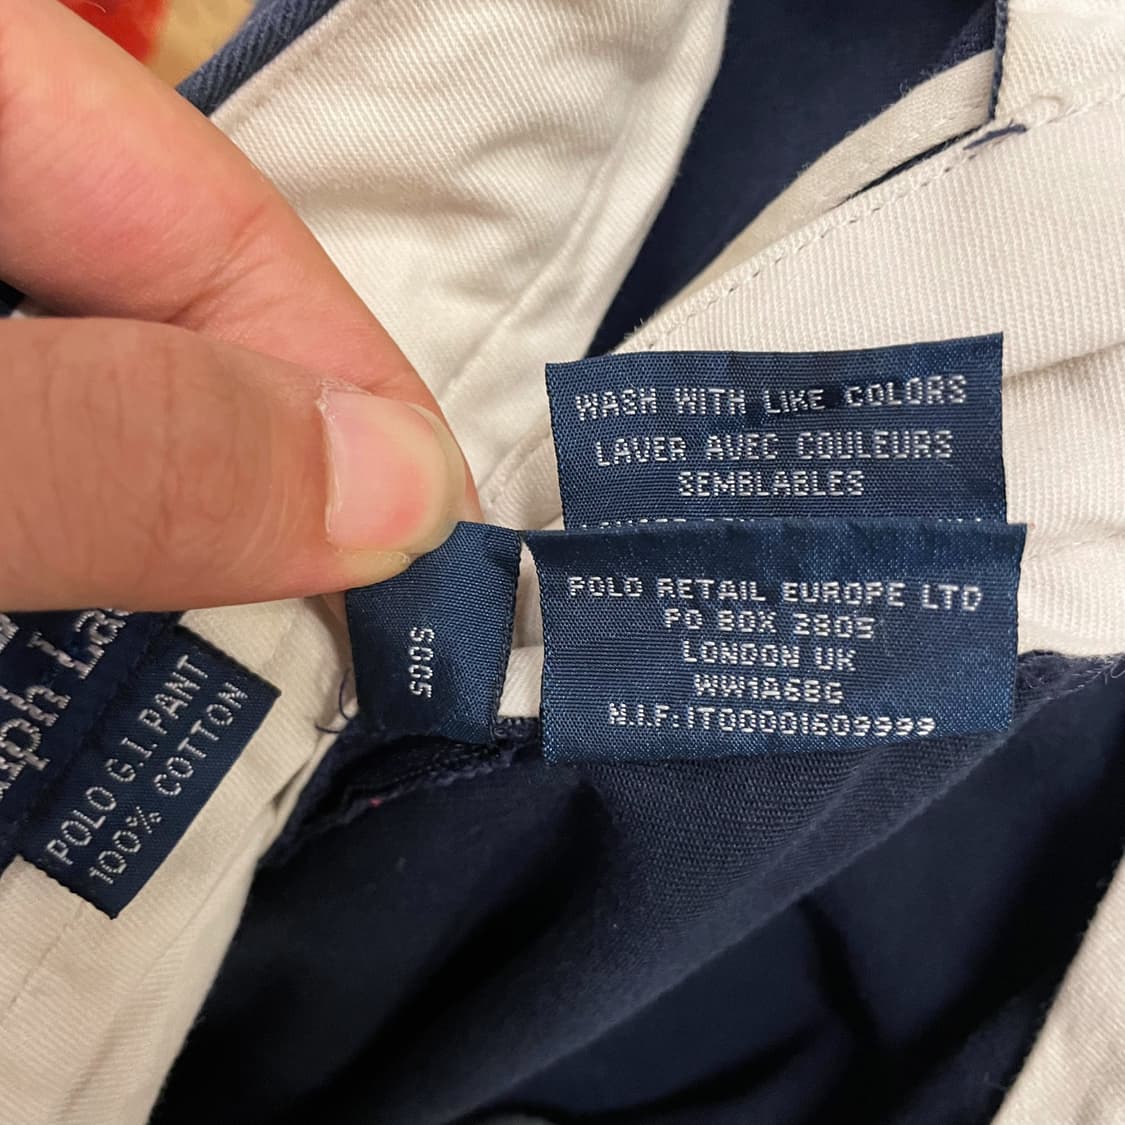 WASH WITH LIKE COLORS
LAVER AVEC COULEURS
SEMBLABLES
POLO RETAIL EUROPE LTD
PO BOX 2805
LONDON UK
WW1A6BG
N.I.F:IT00001609999
S005
POLO G.I. PANT
100% COTTON